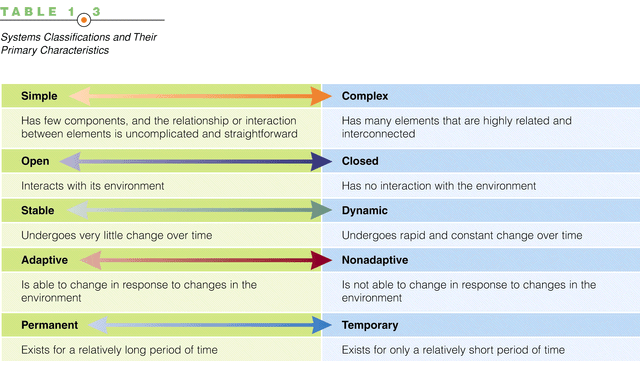 TABLE 1.3
Systems Classifications and Their
Primary Characteristics
Simple Complex
Has few components, and the relationship or interaction
between elements is uncomplicated and straightforward
Has many elements that are highly related and
interconnected
Open Closed
Interacts with its environment
Has no interaction with the environment
Stable Dynamic
Undergoes very little change over time
Undergoes rapid and constant change over time
Adaptive Nonadaptive
Is able to change in response to changes in the
environment
Is not able to change in response to changes in the
environment
Permanent Temporary
Exists for a relatively long period of time
Exists for only a relatively short period of time